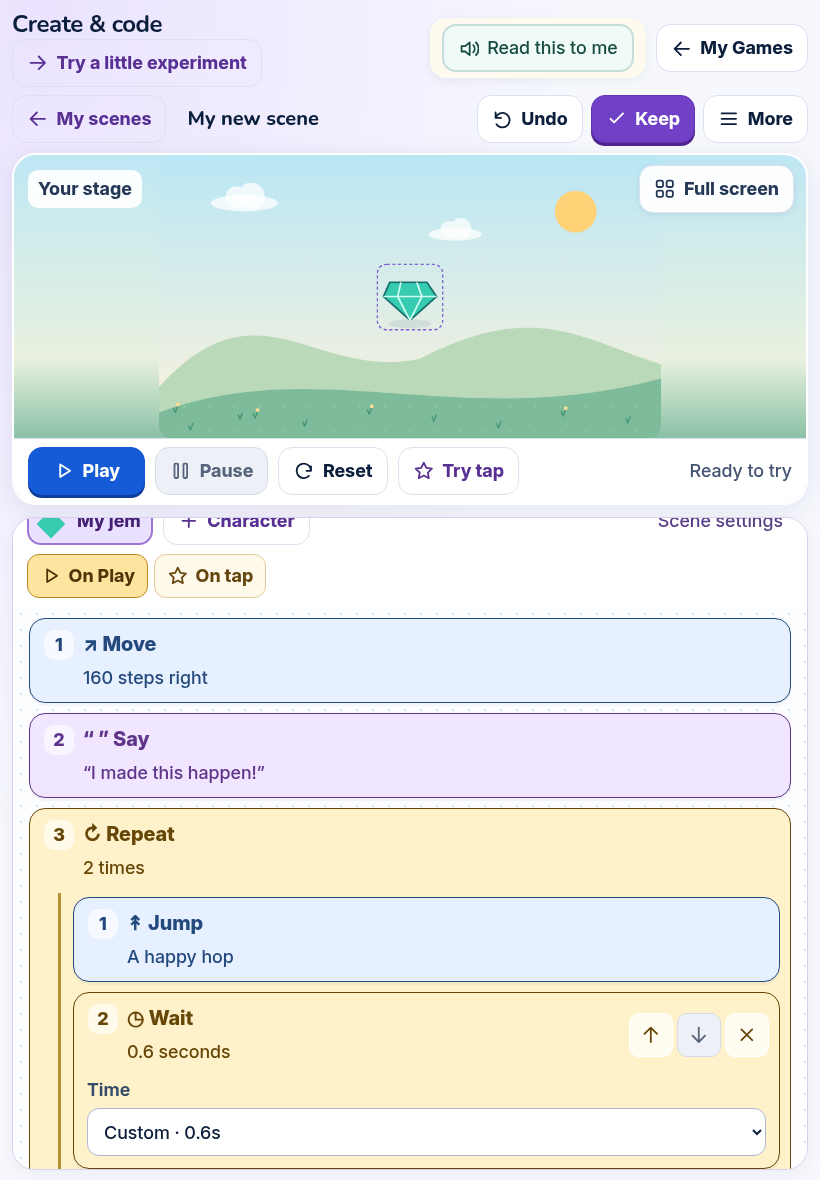 Create & code
Try a little experiment
Read this to me
My Games
My scenes
My new scene
Undo
Keep
More
Your stage
Full screen
Play
Pause
Reset
Try tap
Ready to try
My jem
Character
Scene settings
On Play
On tap
1 Move
160 steps right
2 “ ” Say
“I made this happen!”
3 Repeat
2 times
1 Jump
A happy hop
2 Wait
0.6 seconds
Time
Custom · 0.6s